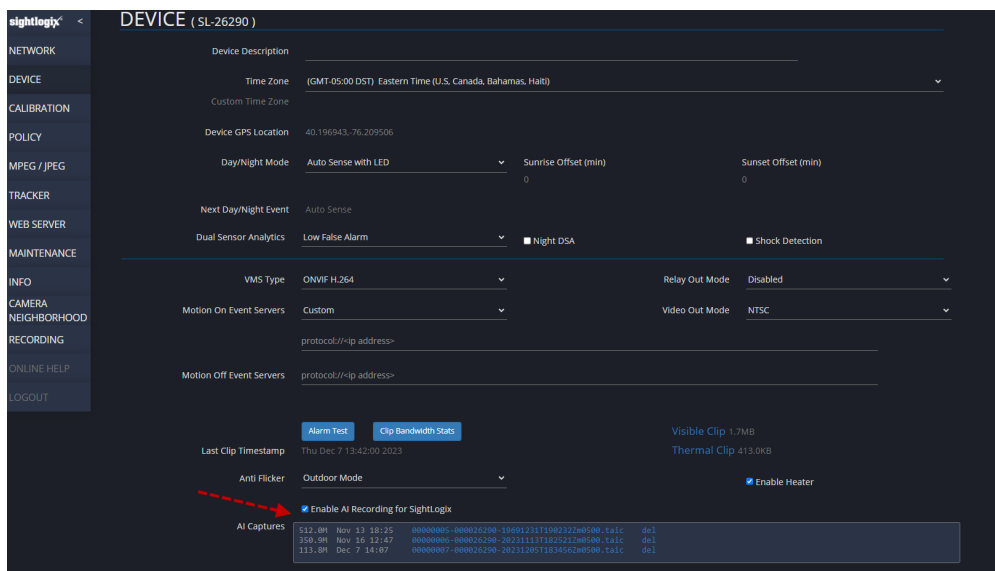 sightlogix <
DEVICE ( SL-26290 )
NETWORK
DEVICE
CALIBRATION
POLICY
MPEG / JPEG
TRACKER
WEB SERVER
MAINTENANCE
INFO
CAMERA
NEIGHBORHOOD
RECORDING
ONLINE HELP
LOGOUT
Device Description
Time Zone (GMT-05:00 DST) Eastern Time (U.S, Canada, Bahamas, Haiti)
Custom Time Zone
Device GPS Location 40.196943,-76.209506
Day/Night Mode Auto Sense with LED Sunrise Offset (min) Sunset Offset (min)
0 0
Next Day/Night Event Auto Sense
Dual Sensor Analytics Low False Alarm Night DSA Shock Detection
VMS Type ONVIF H.264 Relay Out Mode Disabled
Motion On Event Servers Custom Video Out Mode NTSC
protocol://<ip address>
Motion Off Event Servers protocol://<ip address>
Alarm Test Clip Bandwidth Stats Visible Clip 1.7MB
Last Clip Timestamp Thu Dec 7 13:42:00 2023 Thermal Clip 413.0KB
Anti Flicker Outdoor Mode Enable Heater
Enable AI Recording for SightLogix
AI Captures
512.0M Nov 13 18:25 00000005-000026290-19691231T190232Zm0500.taic del
350.9M Nov 16 12:47 00000006-000026290-20231113T182521Zm0500.taic del
113.8M Dec 7 14:07 00000007-000026290-20231205T183456Zm0500.taic del